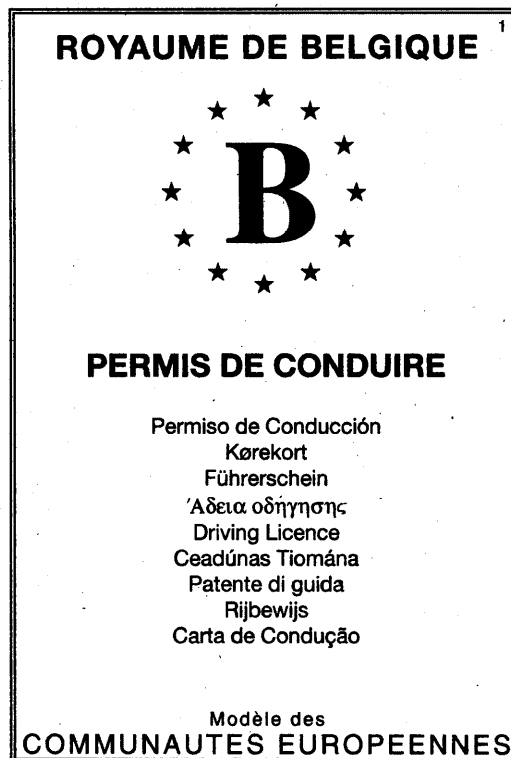 1
ROYAUME DE BELGIQUE
B
PERMIS DE CONDUIRE
Permiso de Conducción
Kørekort
Führerschein
Άδεια οδήγησης
Driving Licence
Ceadúnas Tiomána
Patente di guida
Rijbewijs
Carta de Condução
Modèle des
COMMUNAUTES EUROPEENNES